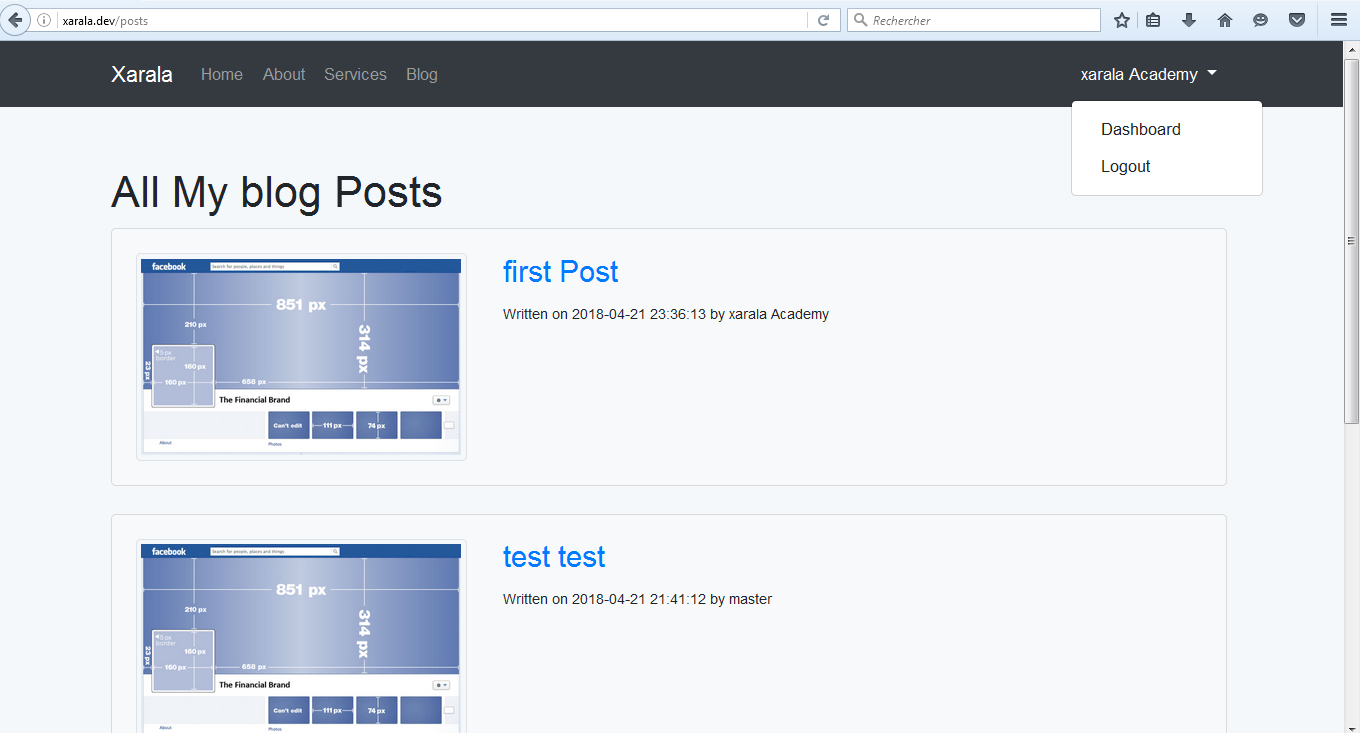 xarala.dev/posts
Rechercher
Xarala Home About Services Blog xarala Academy
Dashboard
Logout
All My blog Posts
facebook Search for people, places and things
851 px
210 px
314 px
5 px
border
23 px
160 px
160 px
658 px
The Financial Brand
Can't edit 111 px 74 px
About Photos
first Post
Written on 2018-04-21 23:36:13 by xarala Academy
facebook Search for people, places and things
851 px
210 px
314 px
5 px
border
23 px
160 px
160 px
658 px
The Financial Brand
Can't edit 111 px 74 px
About Photos
test test
Written on 2018-04-21 21:41:12 by master